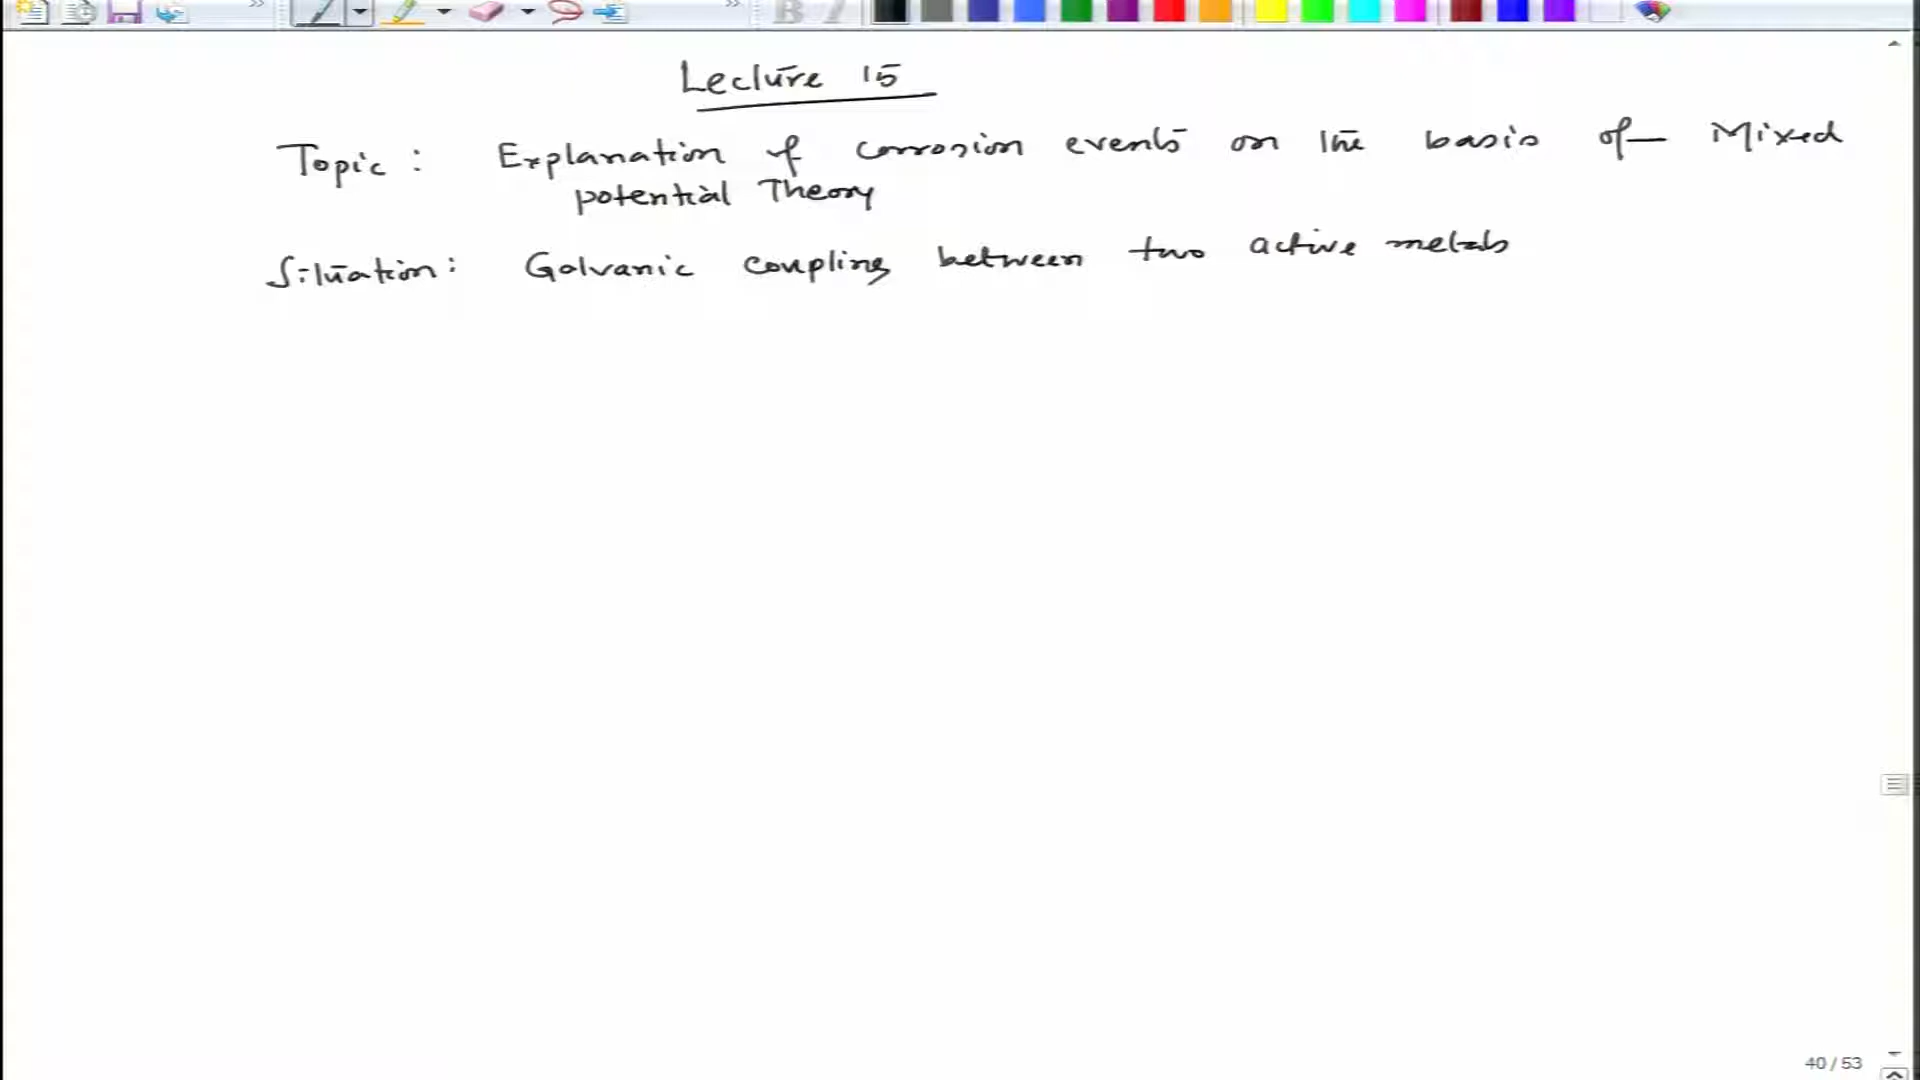 Lecture 15
Topic: Explanation of corrosion events on the basis of Mixed
potential Theory
Situation: Galvanic coupling between two active metals
40 / 53